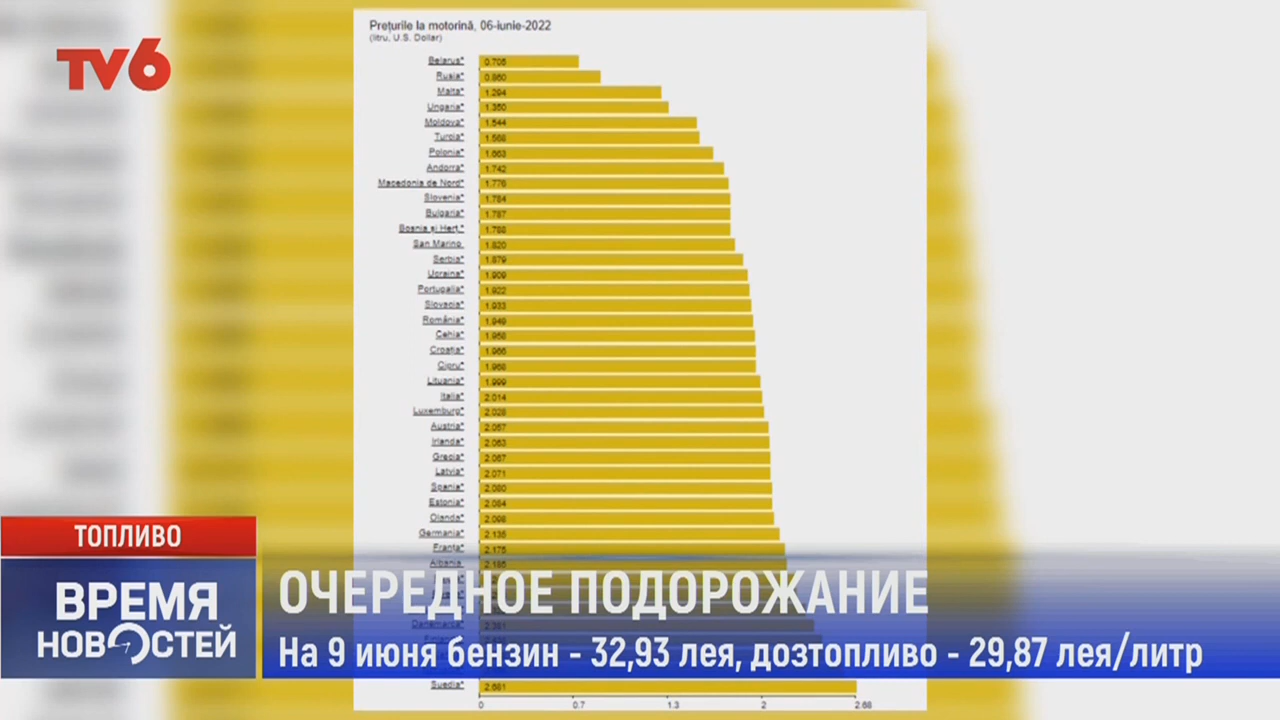 TV6
Prețurile la motorină, 06-iunie-2022
(litru, U.S. Dollar)
Belarus* 0.705
Rusia* 0.860
Malta* 1.294
Ungaria* 1.350
Moldova* 1.544
Turcia* 1.568
Polonia* 1.663
Andorra* 1.742
Macedonia de Nord* 1.776
Slovenia* 1.784
Bulgaria* 1.787
Bosnia și Herț.* 1.788
San Marino 1.820
Serbia* 1.879
Ucraina* 1.909
Portugalia* 1.922
Slovacia* 1.933
România* 1.949
Cehia* 1.958
Croația* 1.966
Cipru* 1.968
Lituania* 1.999
Italia* 2.014
Luxemburg* 2.028
Austria* 2.057
Irlanda* 2.063
Grecia* 2.067
Latvia* 2.071
Spania* 2.080
Estonia* 2.084
Olanda* 2.098
Germania* 2.135
Franța* 2.175
Albania 2.185
Danemarca* 2.381
Suedia* 2.681
0 0.7 1.3 2 2.68
ТОПЛИВО
ВРЕМЯ
НОВОСТЕЙ
ОЧЕРЕДНОЕ ПОДОРОЖАНИЕ
На 9 июня бензин - 32,93 лея, дозтопливо - 29,87 лея/литр